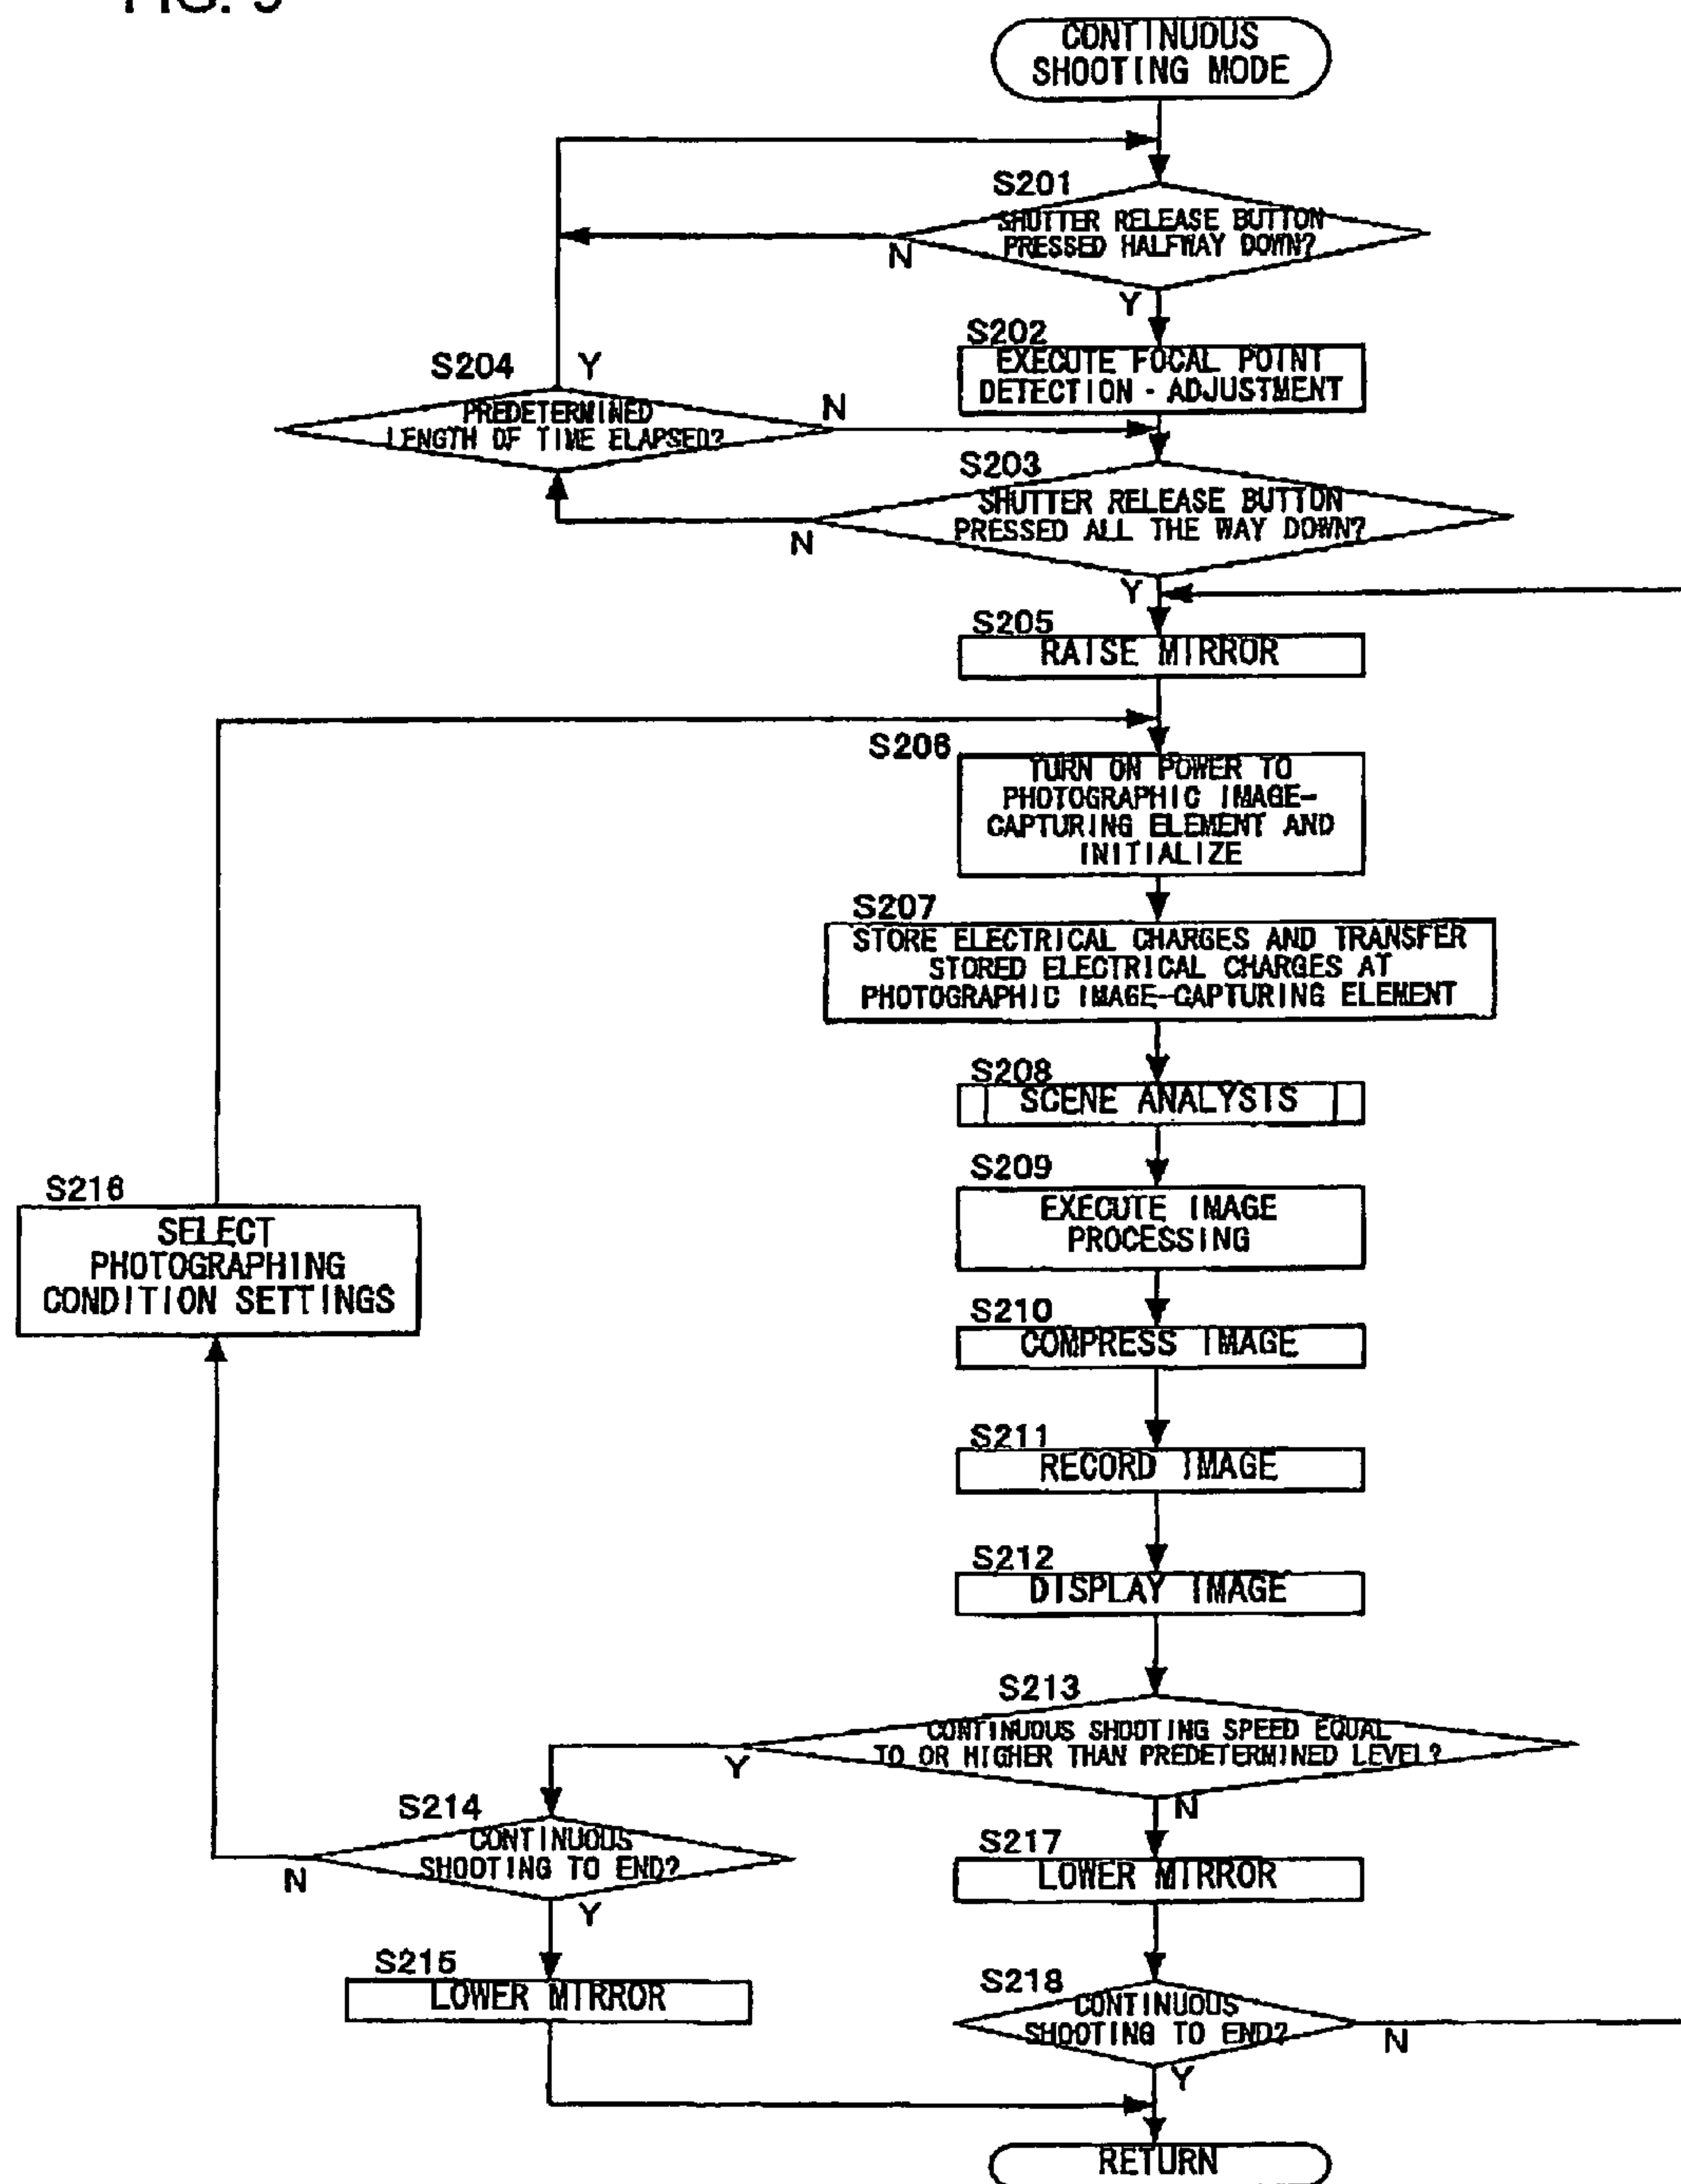 CONTINUOUS
SHOOTING MODE
S201
SHUTTER RELEASE BUTTON
PRESSED HALFWAY DOWN?
N
Y
S202
EXECUTE FOCAL POINT
DETECTION - ADJUSTMENT
S204
Y
PREDETERMINED
LENGTH OF TIME ELAPSED?
N
S203
SHUTTER RELEASE BUTTON
PRESSED ALL THE WAY DOWN?
N
Y
S205
RAISE MIRROR
S206
TURN ON POWER TO
PHOTOGRAPHIC IMAGE-
CAPTURING ELEMENT AND
INITIALIZE
S207
STORE ELECTRICAL CHARGES AND TRANSFER
STORED ELECTRICAL CHARGES AT
PHOTOGRAPHIC IMAGE-CAPTURING ELEMENT
S208
SCENE ANALYSIS
S209
EXECUTE IMAGE
PROCESSING
S216
SELECT
PHOTOGRAPHING
CONDITION SETTINGS
S210
COMPRESS IMAGE
S211
RECORD IMAGE
S212
DISPLAY IMAGE
S213
CONTINUOUS SHOOTING SPEED EQUAL
TO OR HIGHER THAN PREDETERMINED LEVEL?
Y
N
S214
CONTINUOUS
SHOOTING TO END?
N
Y
S217
LOWER MIRROR
S215
LOWER MIRROR
S218
CONTINUOUS
SHOOTING TO END?
N
Y
RETURN